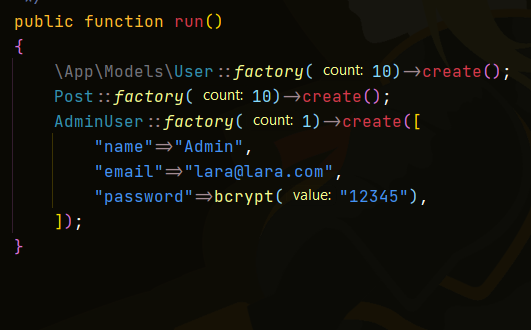 */
public function run()
{
\App\Models\User::factory( count: 10)->create();
Post::factory( count: 10)->create();
AdminUser::factory( count: 1)->create([
"name"=>"Admin",
"email"=>"lara@lara.com",
"password"=>bcrypt( value: "12345"),
]);
}